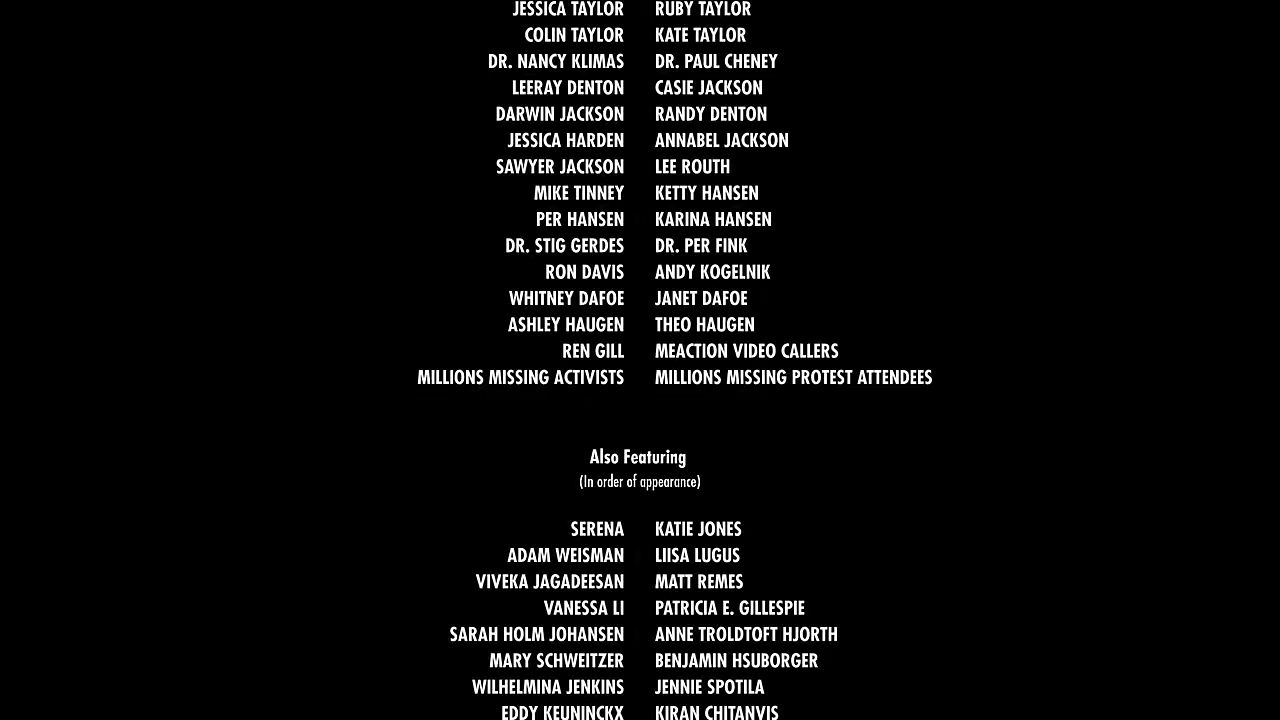 JESSICA TAYLOR RUBY TAYLOR
COLIN TAYLOR KATE TAYLOR
DR. NANCY KLIMAS DR. PAUL CHENEY
LEERAY DENTON CASIE JACKSON
DARWIN JACKSON RANDY DENTON
JESSICA HARDEN ANNABEL JACKSON
SAWYER JACKSON LEE ROUTH
MIKE TINNEY KETTY HANSEN
PER HANSEN KARINA HANSEN
DR. STIG GERDES DR. PER FINK
RON DAVIS ANDY KOGELNIK
WHITNEY DAFOE JANET DAFOE
ASHLEY HAUGEN THEO HAUGEN
REN GILL MEACTION VIDEO CALLERS
MILLIONS MISSING ACTIVISTS MILLIONS MISSING PROTEST ATTENDEES
Also Featuring
(In order of appearance)
SERENA KATIE JONES
ADAM WEISMAN LIISA LUGUS
VIVEKA JAGADEESAN MATT REMES
VANESSA LI PATRICIA E. GILLESPIE
SARAH HOLM JOHANSEN ANNE TROLDTOFT HJORTH
MARY SCHWEITZER BENJAMIN HSUBORGER
WILHELMINA JENKINS JENNIE SPOTILA
EDDY KEUNINCKX KIRAN CHITANVIS